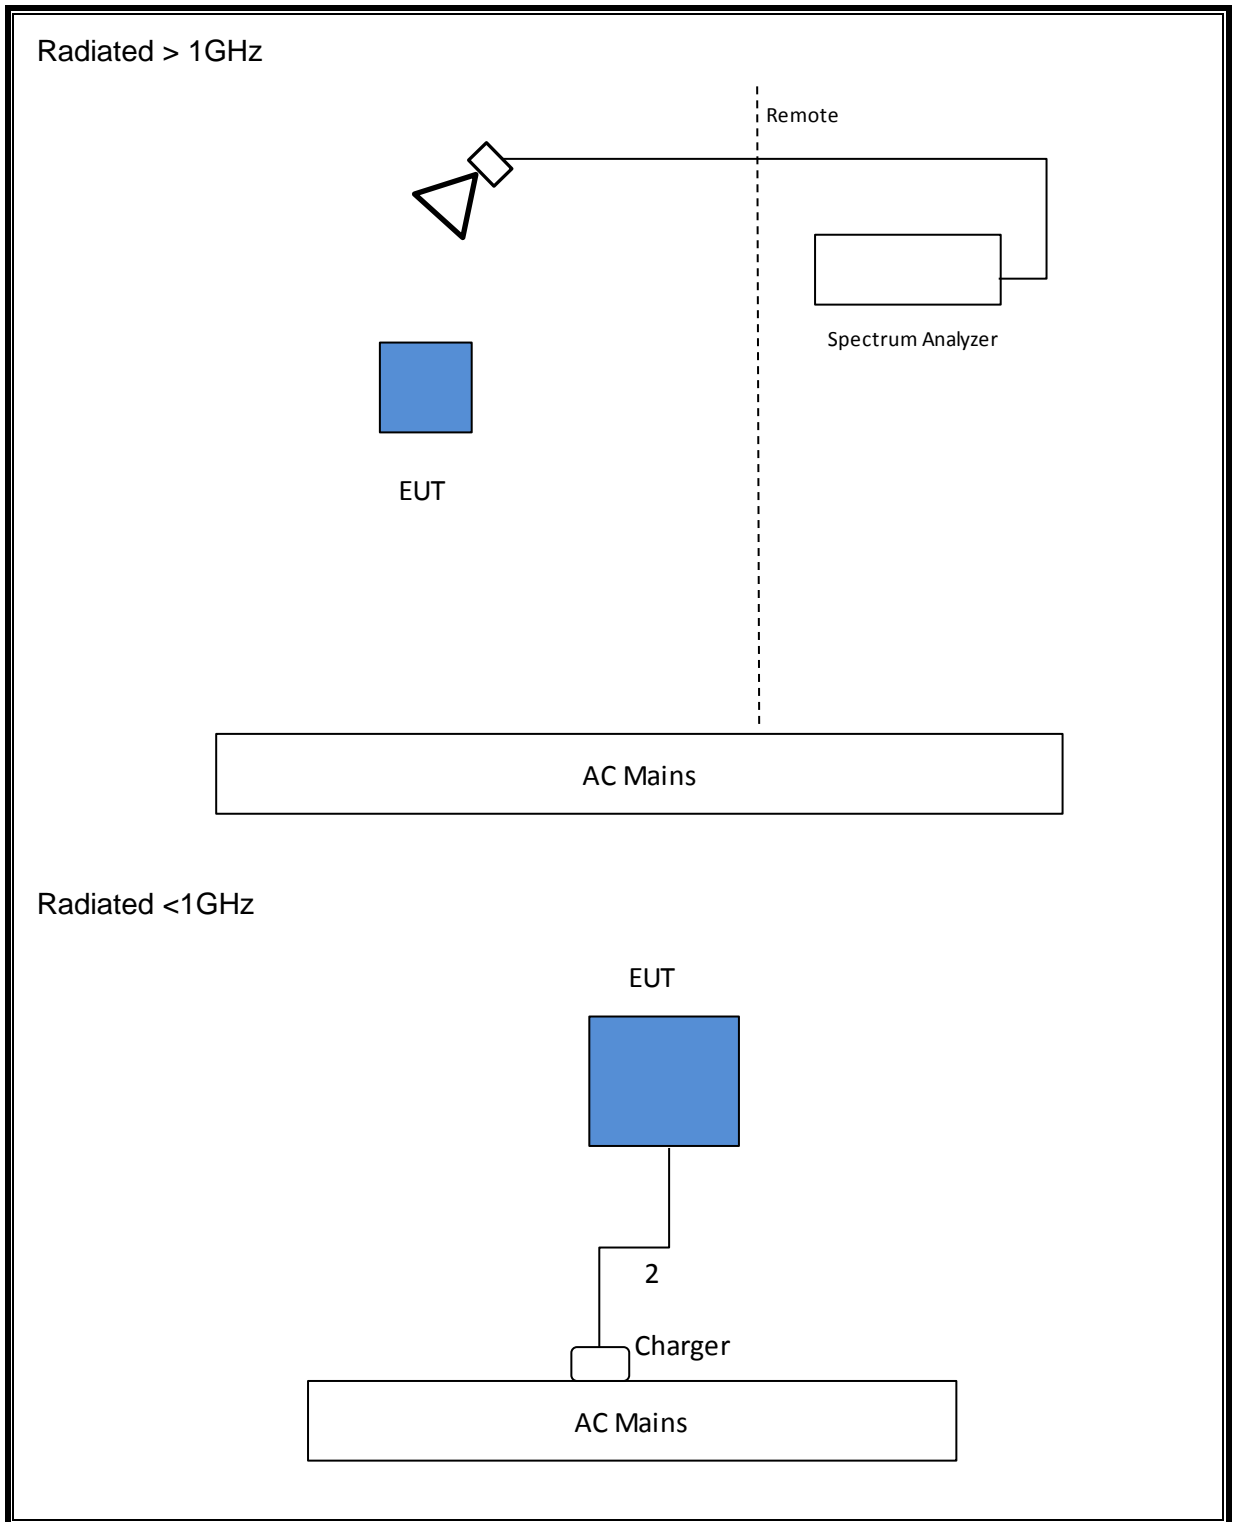 Radiated > 1GHz
Remote
Spectrum Analyzer
EUT
AC Mains
Radiated <1GHz
EUT
2
Charger
AC Mains